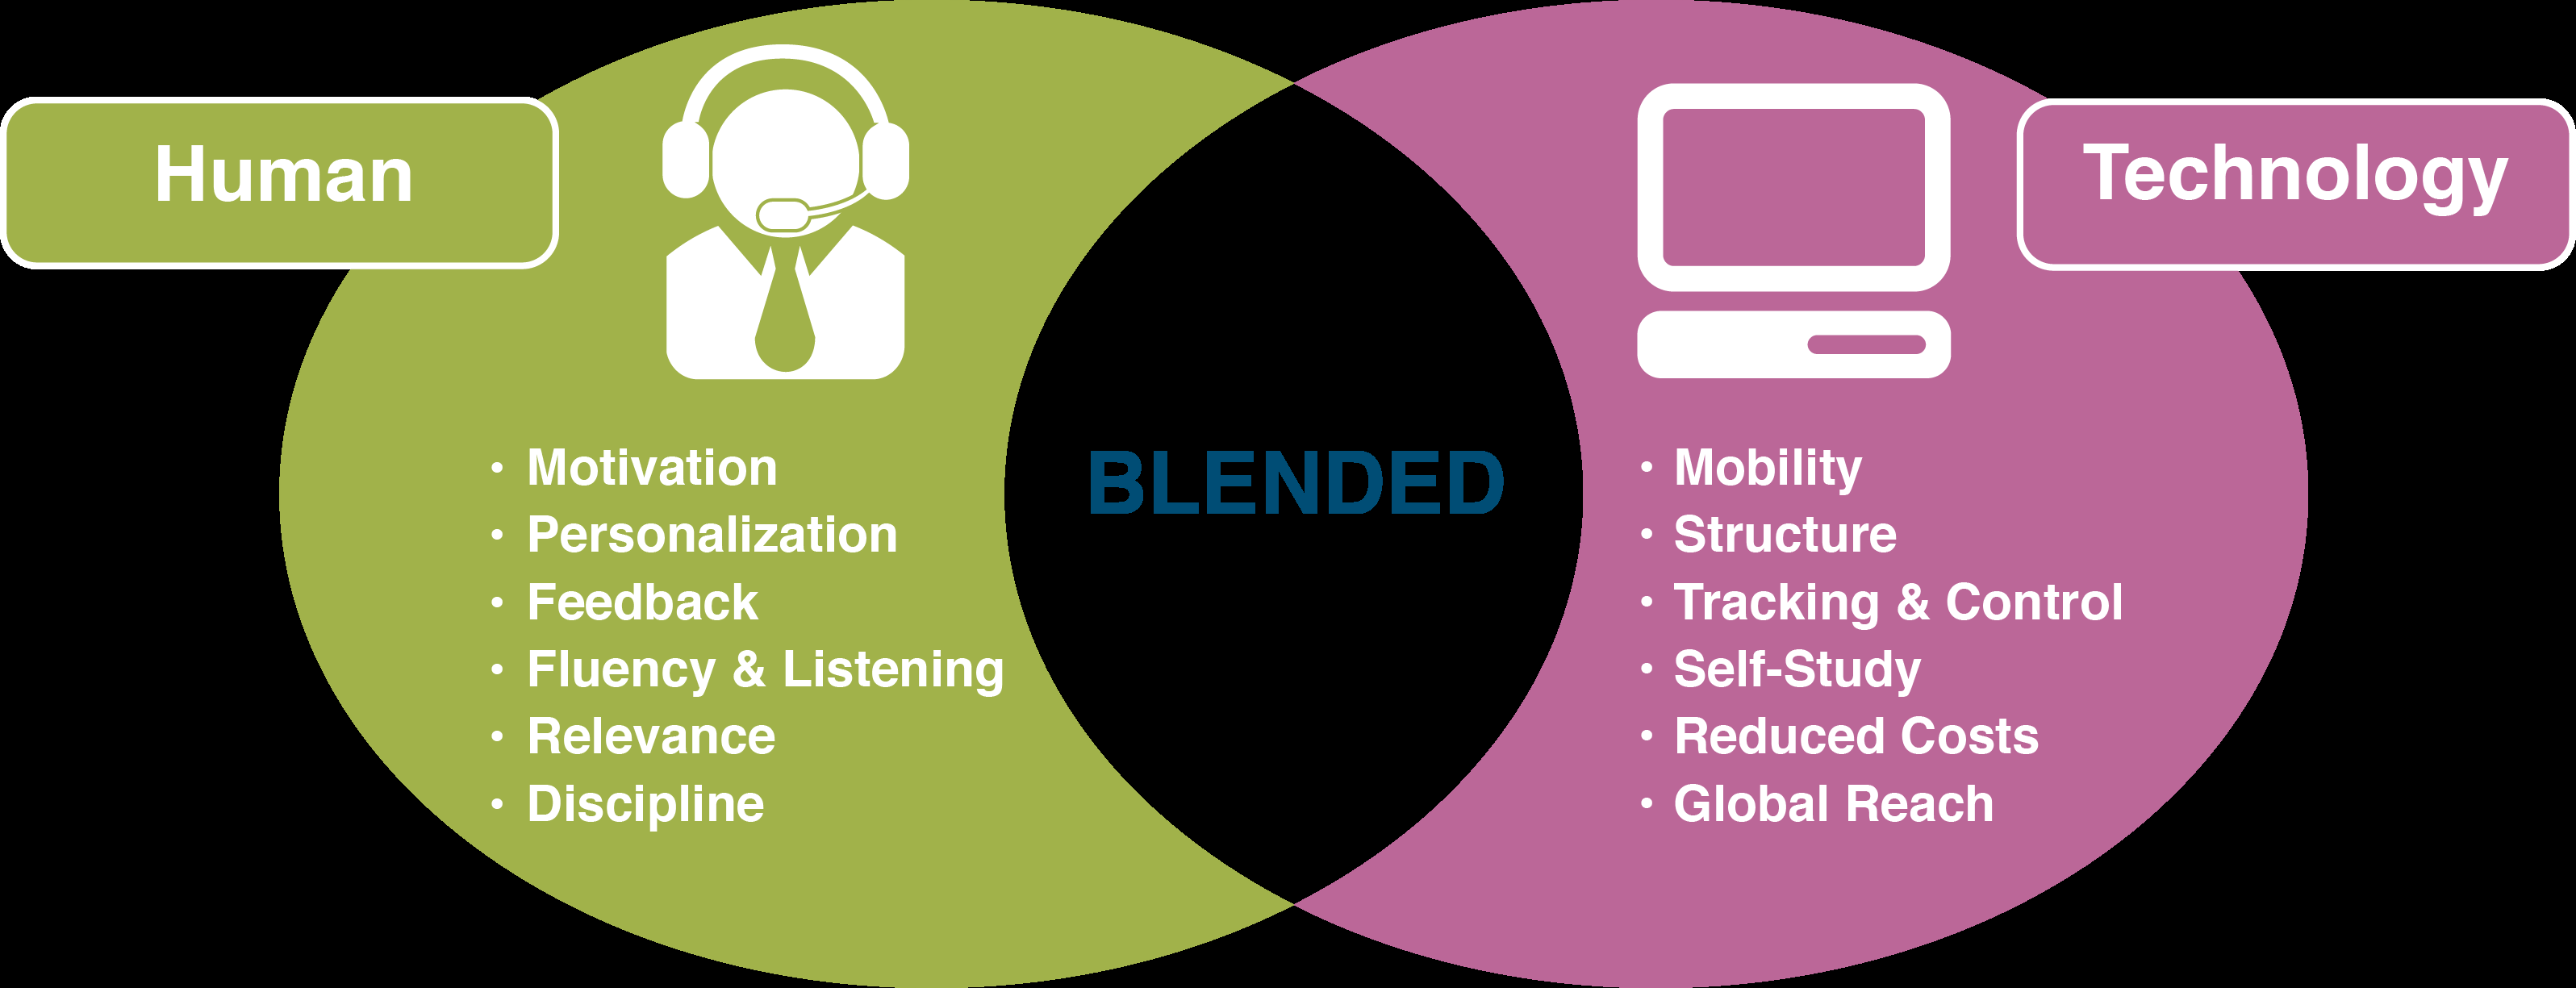 Human
Technology
BLENDED
• Motivation
• Personalization
• Feedback
• Fluency & Listening
• Relevance
• Discipline
• Mobility
• Structure
• Tracking & Control
• Self-Study
• Reduced Costs
• Global Reach